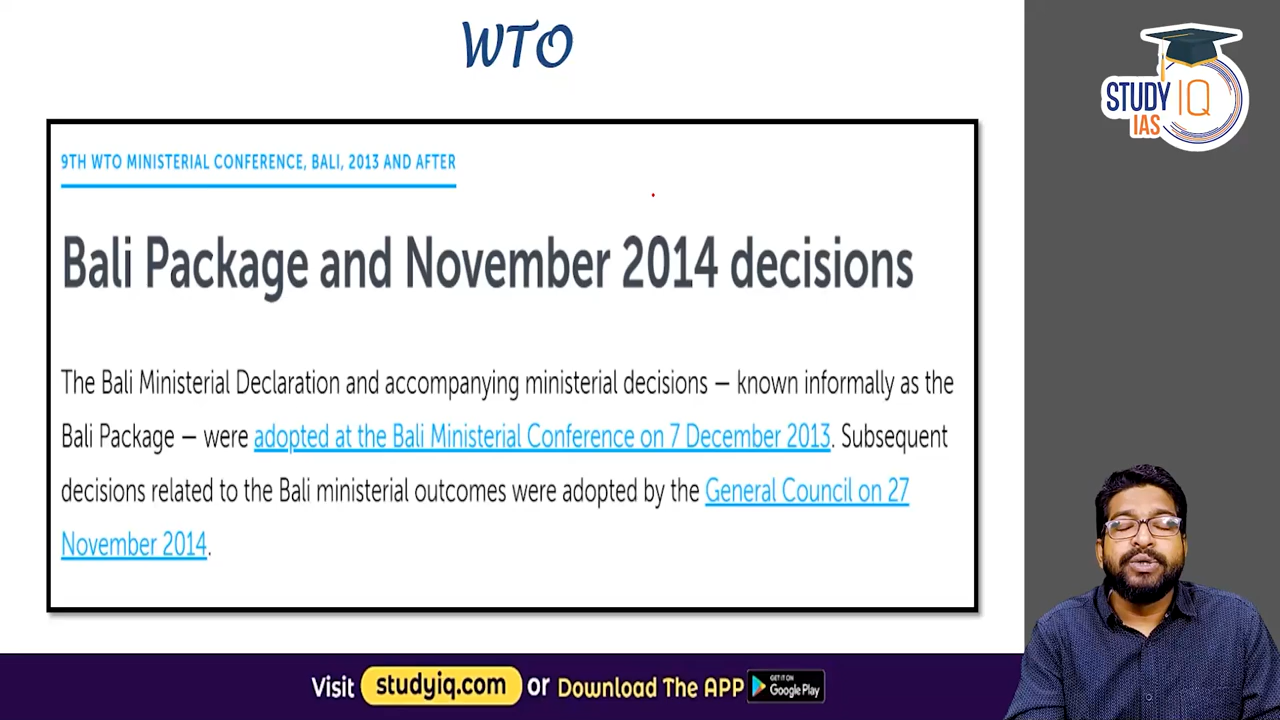 WTO
STUDY IQ
IAS
9TH WTO MINISTERIAL CONFERENCE, BALI, 2013 AND AFTER
Bali Package and November 2014 decisions
The Bali Ministerial Declaration and accompanying ministerial decisions – known informally as the
Bali Package – were adopted at the Bali Ministerial Conference on 7 December 2013. Subsequent
decisions related to the Bali ministerial outcomes were adopted by the General Council on 27
November 2014.
Visit studyiq.com or Download The APP GET IT ON Google Play